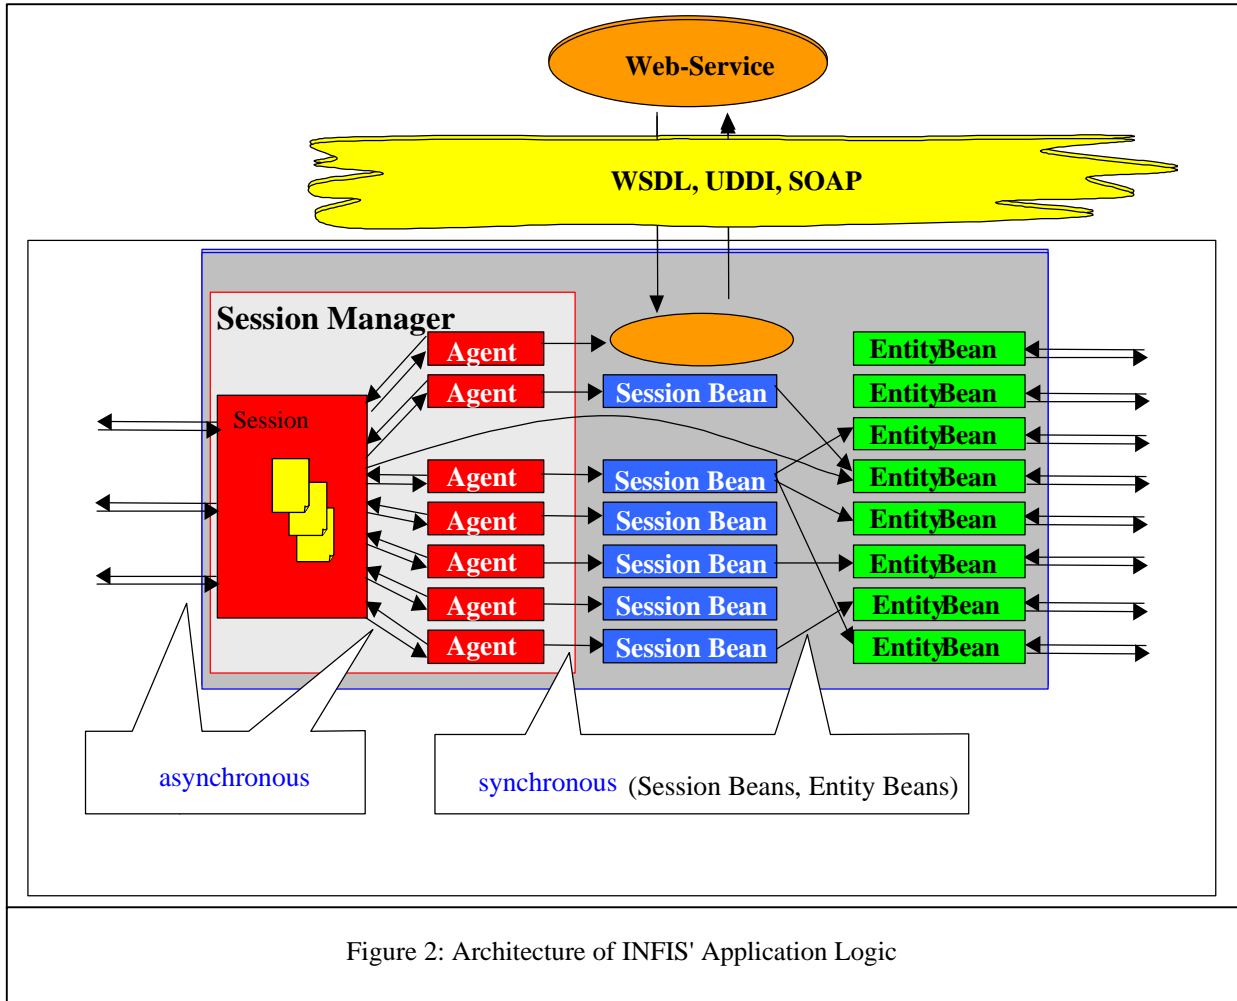 Web-Service
WSDL, UDDI, SOAP
Session Manager
Agent
EntityBean
Agent
Session Bean
EntityBean
Session
EntityBean
Agent
Session Bean
EntityBean
Agent
Session Bean
EntityBean
Agent
Session Bean
EntityBean
Agent
Session Bean
EntityBean
Agent
Session Bean
EntityBean
asynchronous
synchronous (Session Beans, Entity Beans)
Figure 2: Architecture of INFIS' Application Logic